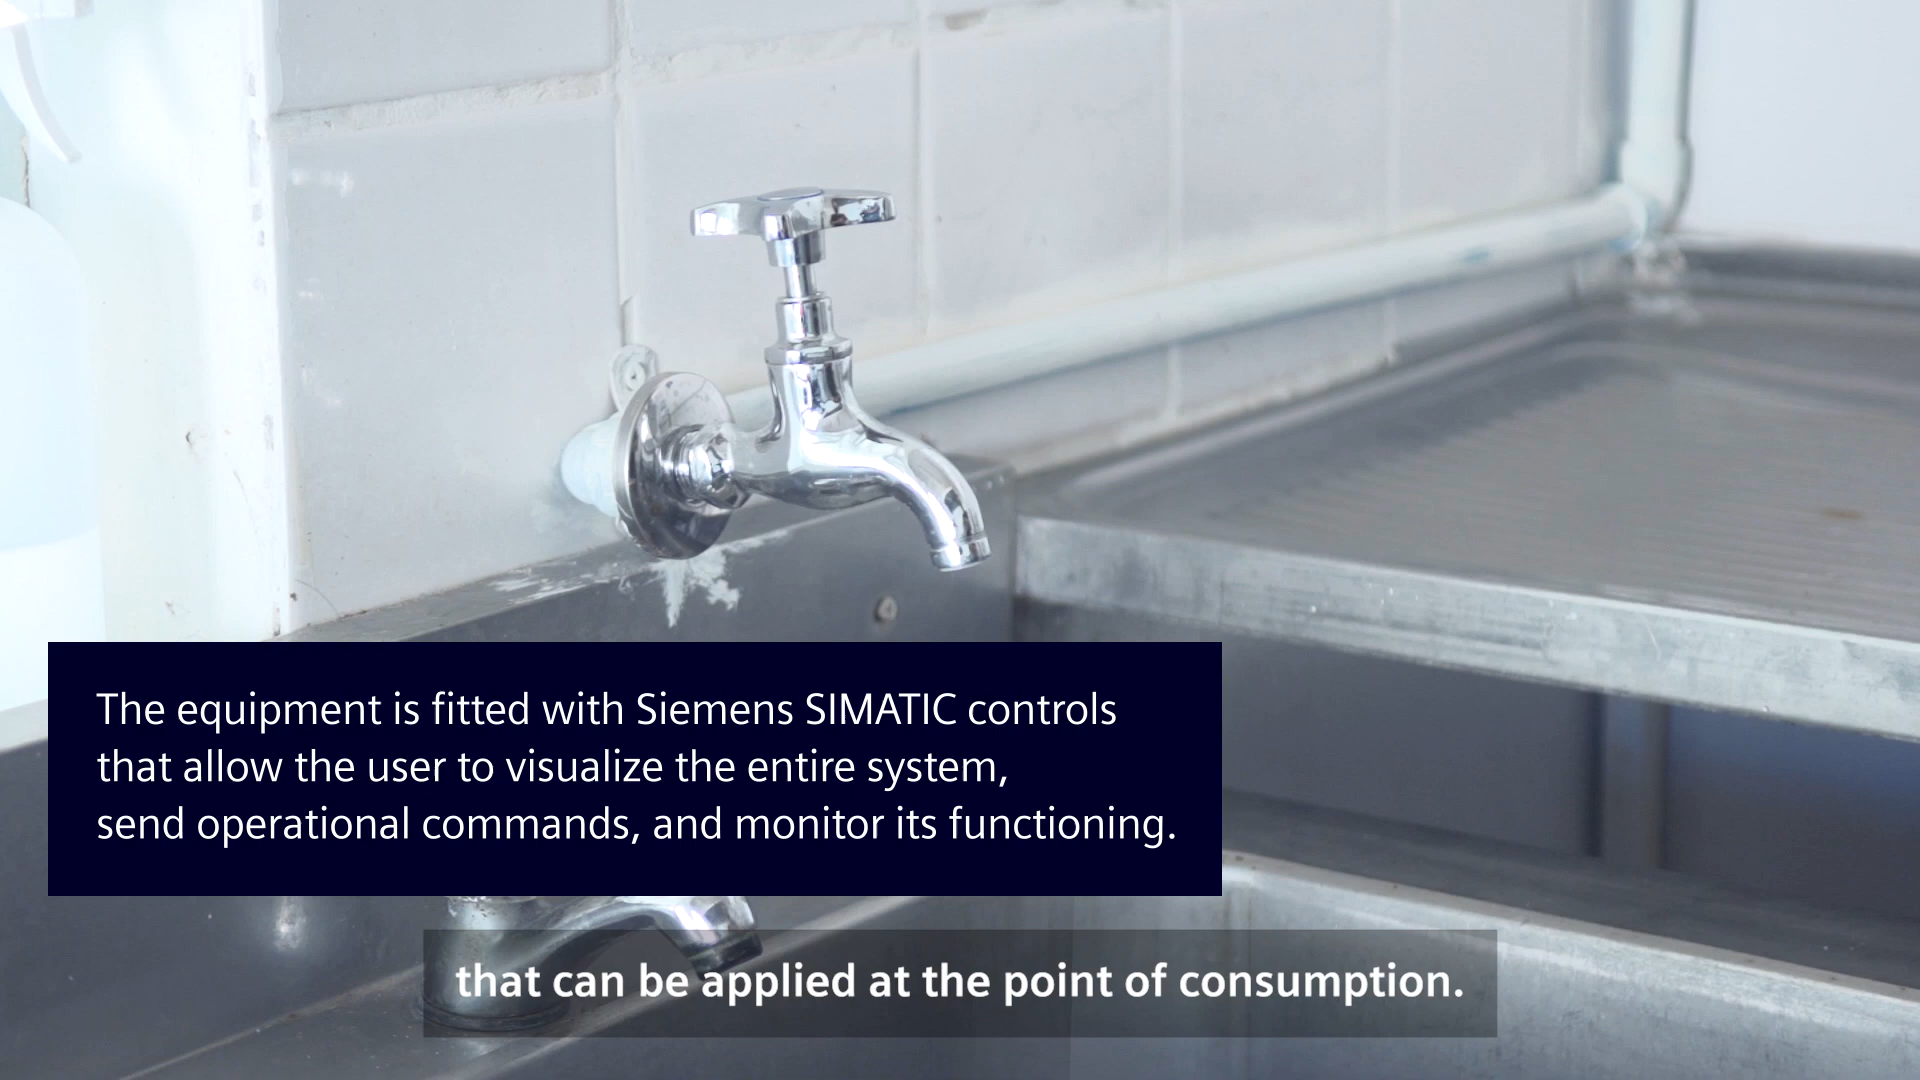 The equipment is fitted with Siemens SIMATIC controls
that allow the user to visualize the entire system,
send operational commands, and monitor its functioning.
that can be applied at the point of consumption.